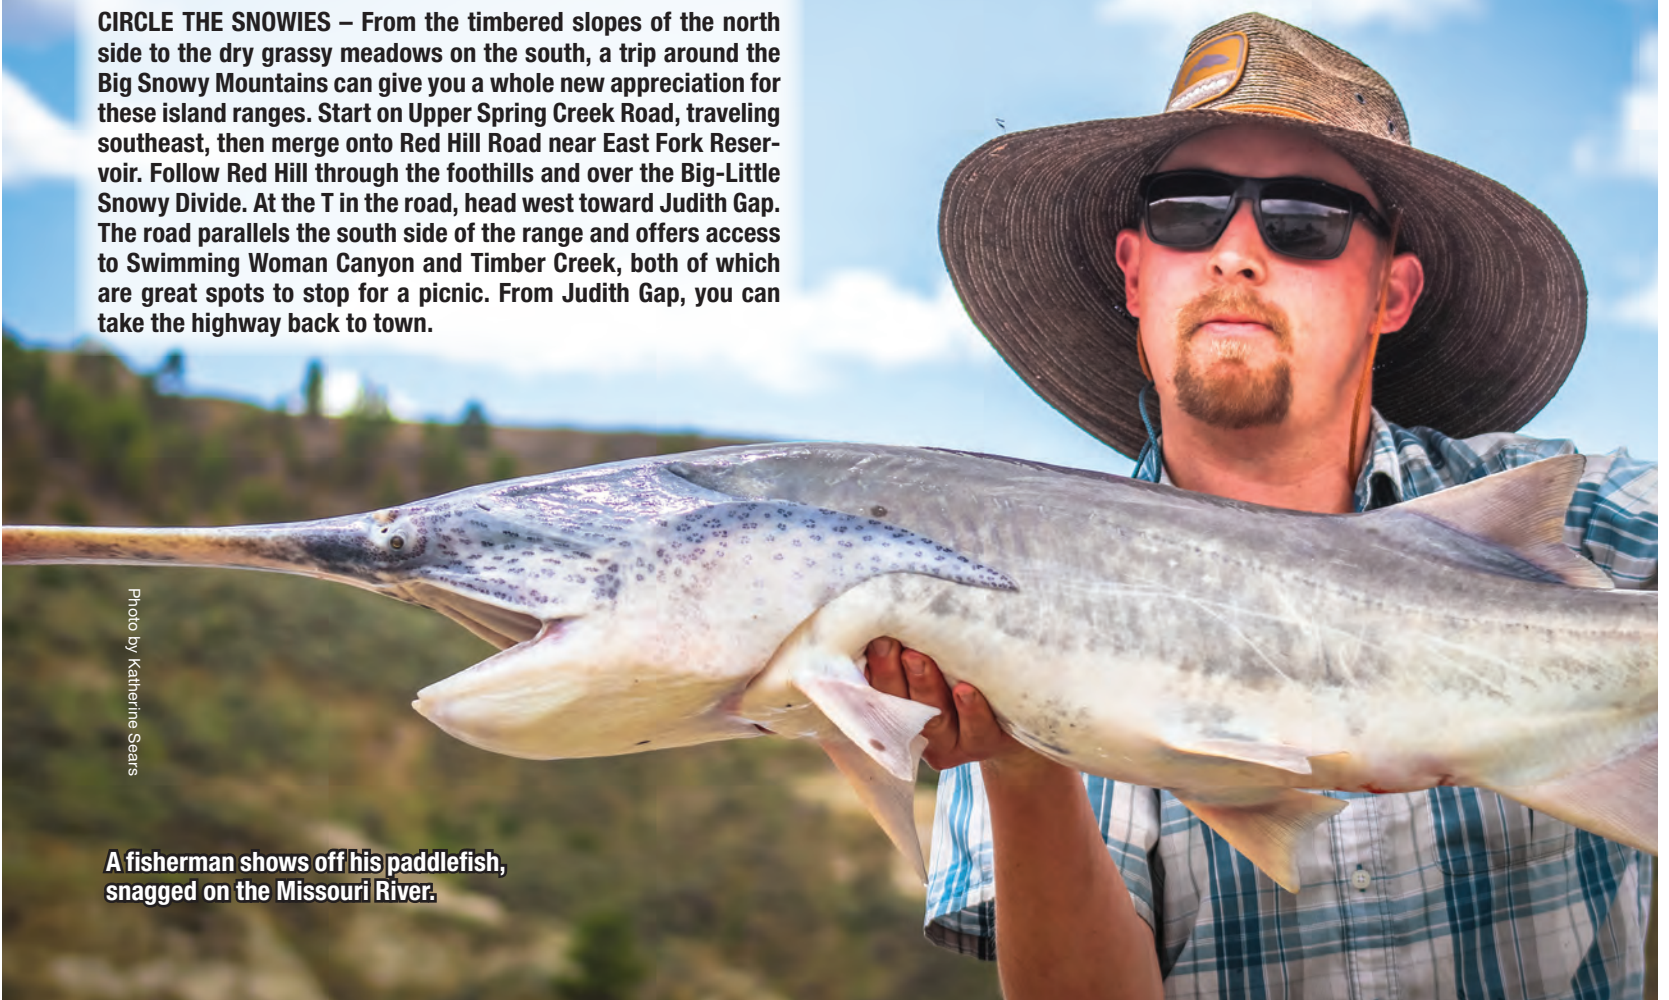 CIRCLE THE SNOWIES – From the timbered slopes of the north
side to the dry grassy meadows on the south, a trip around the
Big Snowy Mountains can give you a whole new appreciation for
these island ranges. Start on Upper Spring Creek Road, traveling
southeast, then merge onto Red Hill Road near East Fork Reser-
voir. Follow Red Hill through the foothills and over the Big-Little
Snowy Divide. At the T in the road, head west toward Judith Gap.
The road parallels the south side of the range and offers access
to Swimming Woman Canyon and Timber Creek, both of which
are great spots to stop for a picnic. From Judith Gap, you can
take the highway back to town.
Photo by Katherine Sears
A fisherman shows off his paddlefish,
snagged on the Missouri River.